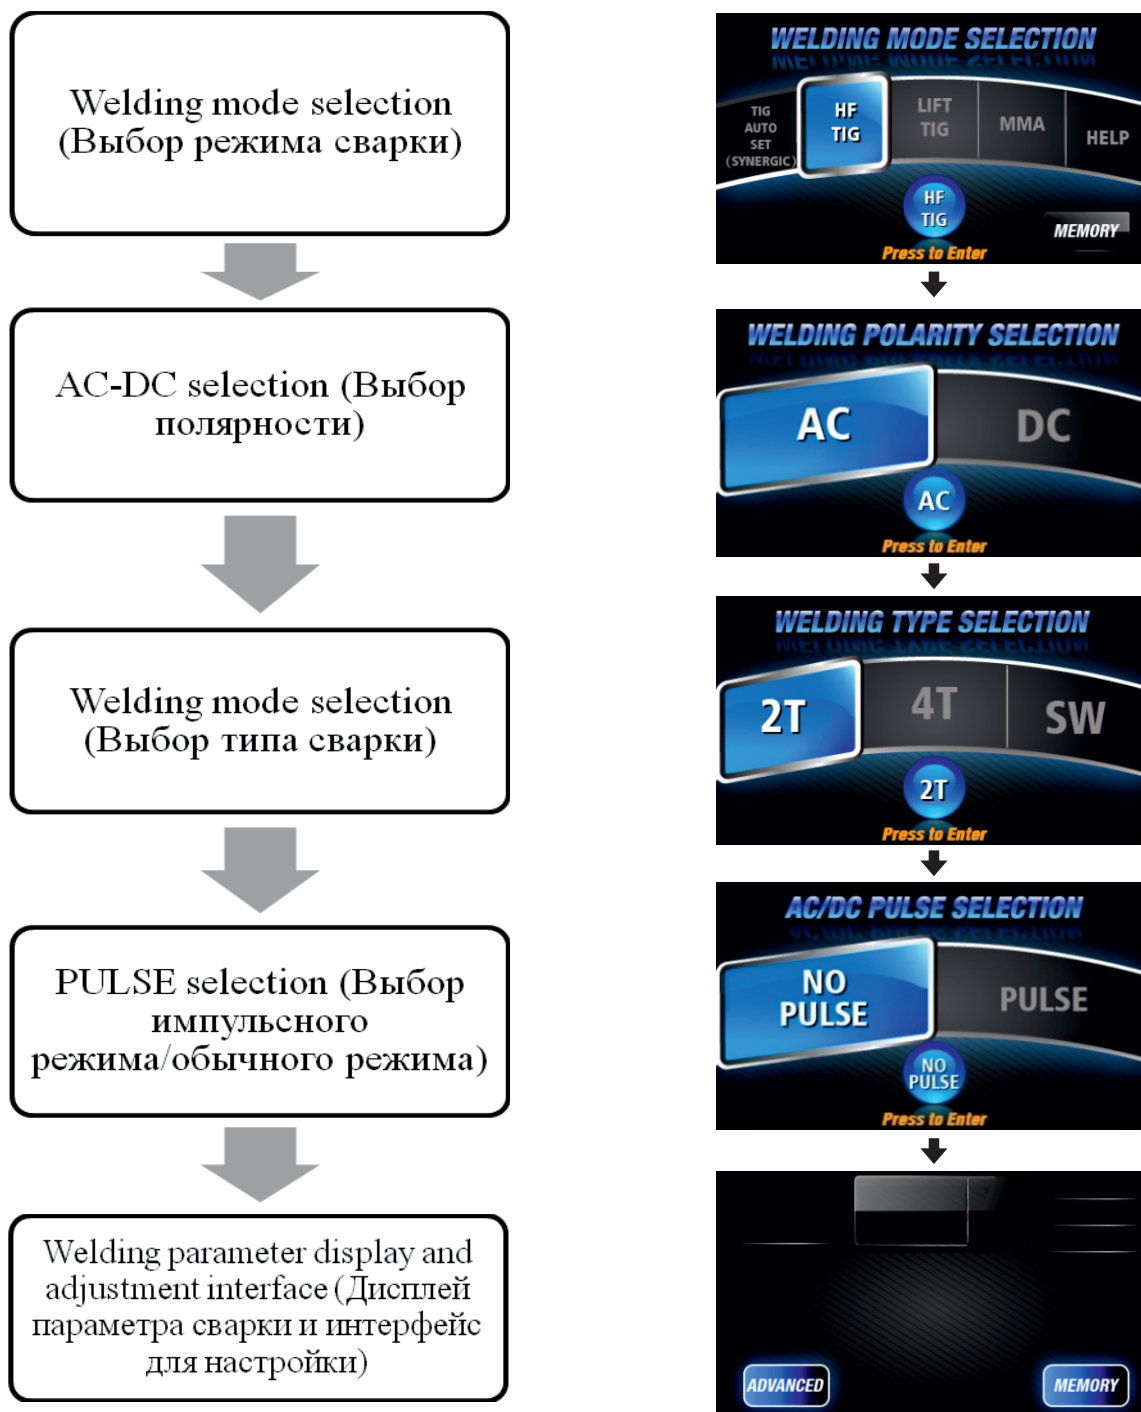 Welding mode selection
(Выбор режима сварки)
AC-DC selection (Выбор
полярности)
Welding mode selection
(Выбор типа сварки)
PULSE selection (Выбор
импульсного
режима/обычного режима)
Welding parameter display and
adjustment interface (Дисплей
параметра сварки и интерфейс
для настройки)
WELDING MODE SELECTION
TIG
AUTO
SET
(SYNERGIC)
HF
TIG
LIFT
TIG
MMA
HELP
HF
TIG
MEMORY
Press to Enter
WELDING POLARITY SELECTION
AC
DC
AC
Press to Enter
WELDING TYPE SELECTION
2T
4T
SW
2T
Press to Enter
AC/DC PULSE SELECTION
NO
PULSE
PULSE
NO
PULSE
Press to Enter
ADVANCED
MEMORY